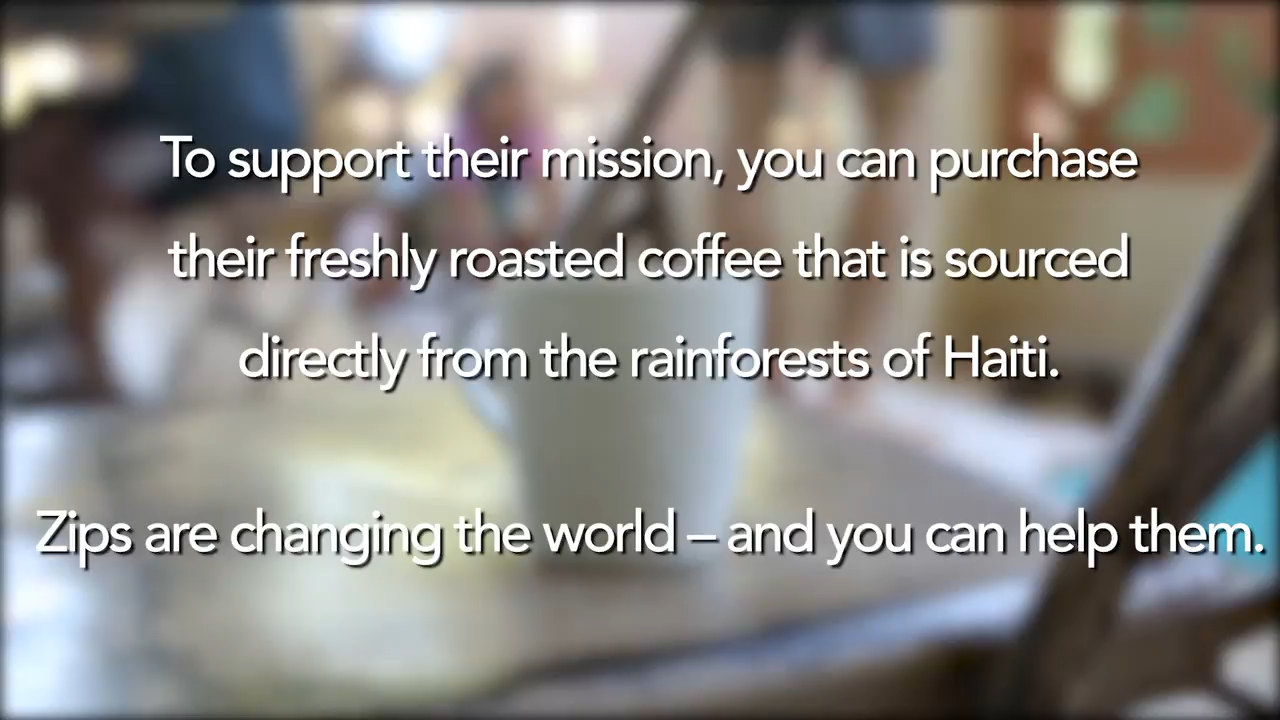 To support their mission, you can purchase
their freshly roasted coffee that is sourced
directly from the rainforests of Haiti.
Zips are changing the world – and you can help them.